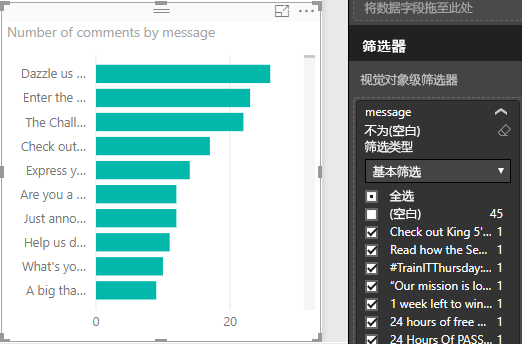 Number of comments by message
Dazzle us ...
Enter the ...
The Chall...
Check out...
Express y...
Are you a ...
Just anno...
Help us d...
What's yo...
A big tha...
0 20
将数据字段拖至此处
筛选器
视觉对象级筛选器
message
不为(空白)
筛选类型
基本筛选
全选
(空白) 45
Check out King 5'... 1
Read how the Se... 1
#TrainITThursday:... 1
"Our mission is lo... 1
1 week left to win... 1
24 hours of free ... 1
24 Hours Of PASS... 1